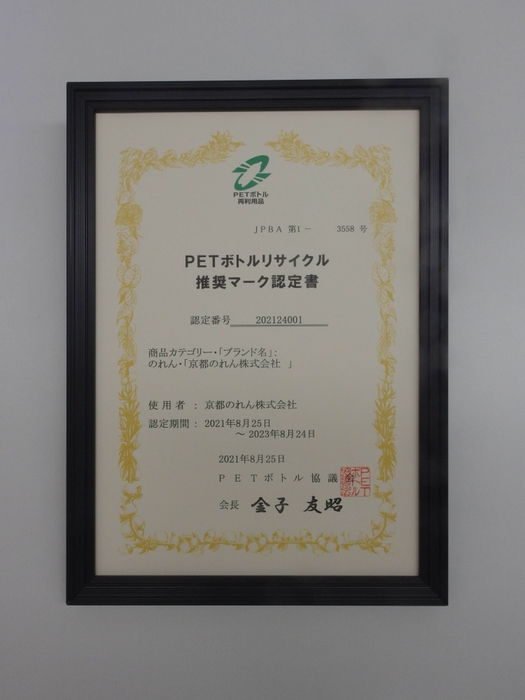 PETボトル
再利用品
JPBA 第I－ 3558 号
PETボトルリサイクル
推奨マーク認定書
認定番号 202124001
商品カテゴリー・「ブランド名」:
のれん・「京都のれん株式会社 」
使用者 : 京都のれん株式会社
認定期間 : 2021年8月25日
～ 2023年8月24日
2021年8月25日
PETボトル協議
会長 金子 友昭